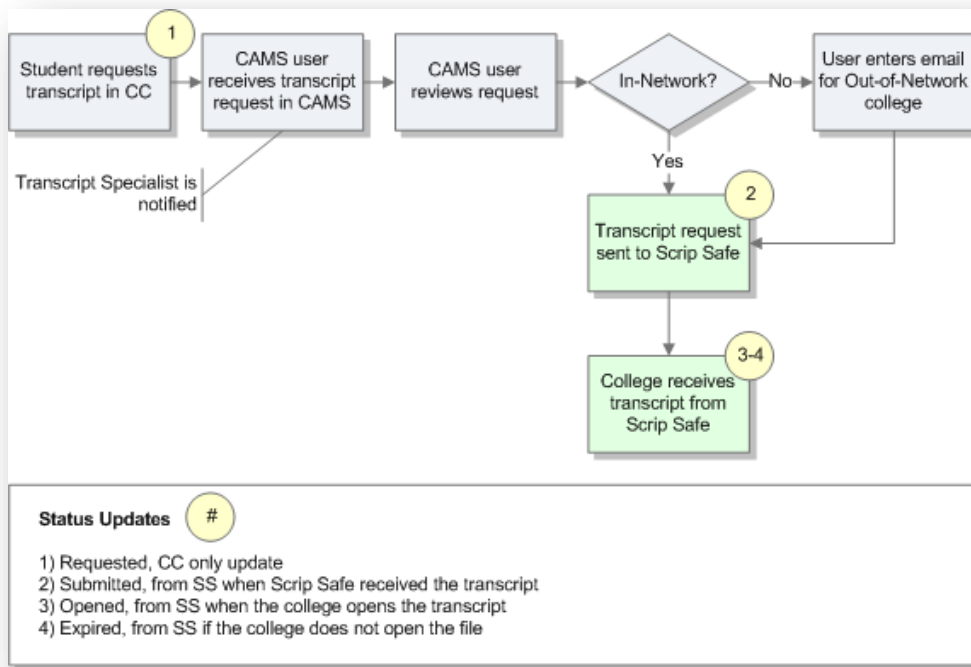 1
Student requests
transcript in CC
CAMS user
receives transcript
request in CAMS
CAMS user
reviews request
In-Network?
No
User enters email
for Out-of-Network
college
Transcript Specialist is
notified
Yes
2
Transcript request
sent to Scrip Safe
3-4
College receives
transcript from
Scrip Safe
Status Updates #
1) Requested, CC only update
2) Submitted, from SS when Scrip Safe received the transcript
3) Opened, from SS when the college opens the transcript
4) Expired, from SS if the college does not open the file